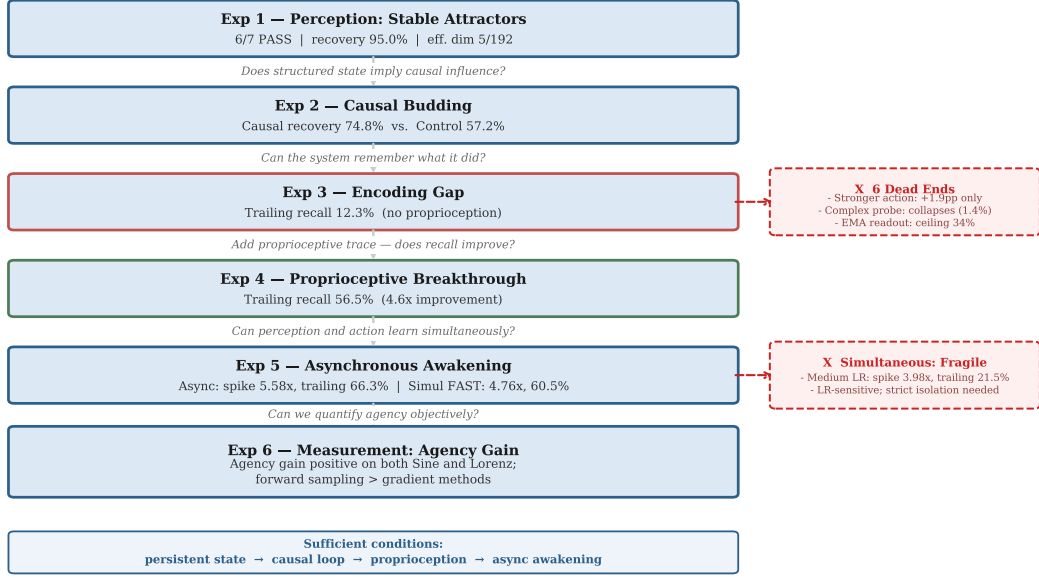 Exp 1 — Perception: Stable Attractors
6/7 PASS | recovery 95.0% | eff. dim 5/192
Does structured state imply causal influence?
Exp 2 — Causal Budding
Causal recovery 74.8% vs. Control 57.2%
Can the system remember what it did?
Exp 3 — Encoding Gap
Trailing recall 12.3% (no proprioception)
X 6 Dead Ends
- Stronger action: +1.9pp only
- Complex probe: collapses (1.4%)
- EMA readout: ceiling 34%
Add proprioceptive trace — does recall improve?
Exp 4 — Proprioceptive Breakthrough
Trailing recall 56.5% (4.6x improvement)
Can perception and action learn simultaneously?
Exp 5 — Asynchronous Awakening
Async: spike 5.58x, trailing 66.3% | Simul FAST: 4.76x, 60.5%
X Simultaneous: Fragile
- Medium LR: spike 3.98x, trailing 21.5%
- LR-sensitive; strict isolation needed
Can we quantify agency objectively?
Exp 6 — Measurement: Agency Gain
Agency gain positive on both Sine and Lorenz;
forward sampling > gradient methods
Sufficient conditions:
persistent state → causal loop → proprioception → async awakening